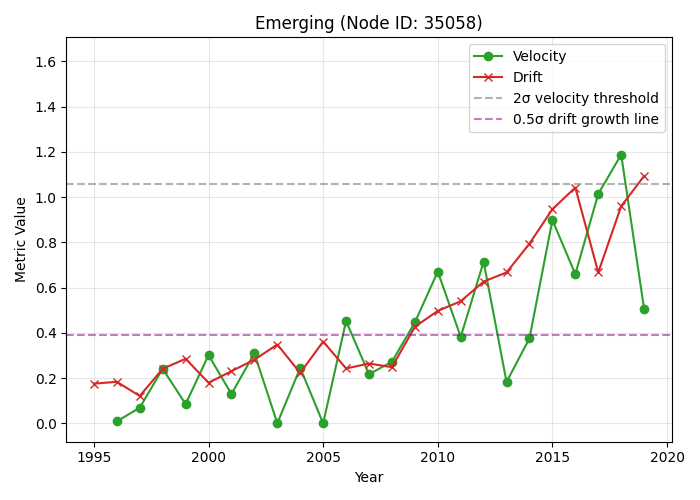 Emerging (Node ID: 35058)
Velocity
Drift
2σ velocity threshold
0.5σ drift growth line
Metric Value
1.6
1.4
1.2
1.0
0.8
0.6
0.4
0.2
0.0
1995 2000 2005 2010 2015 2020
Year